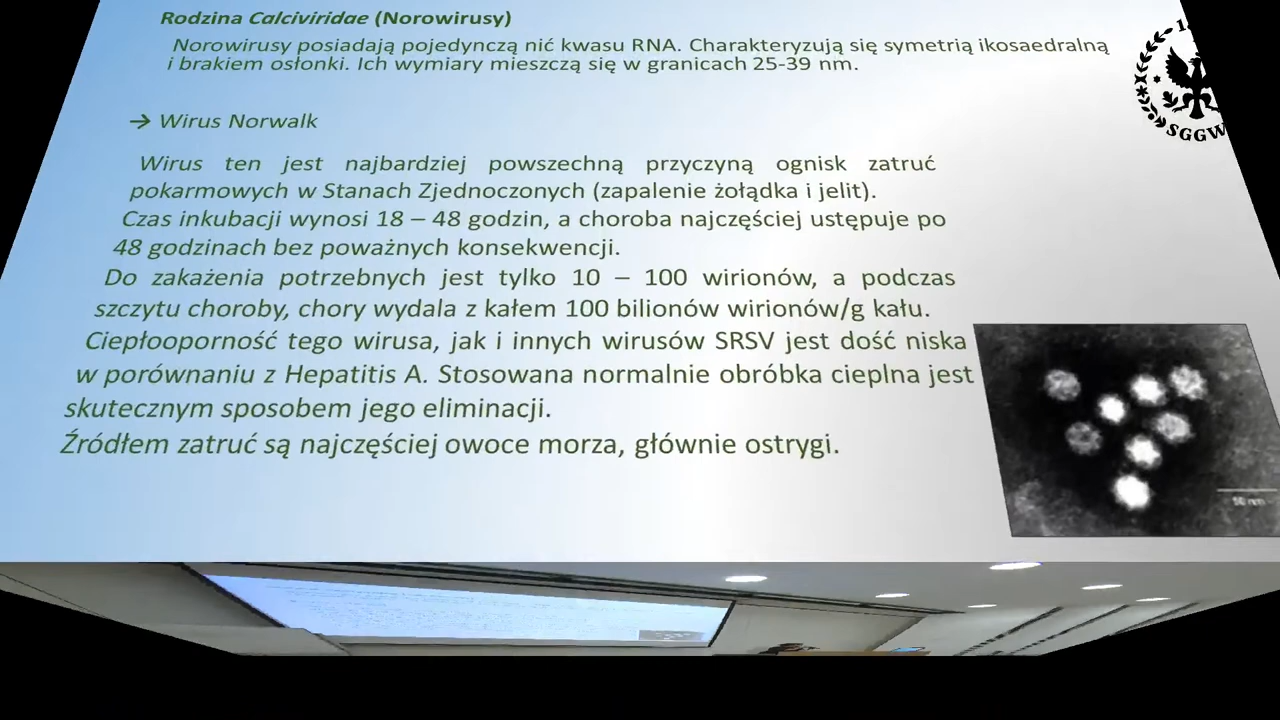 Rodzina Calciviridae (Norowirusy)
Norowirusy posiadają pojedynczą nić kwasu RNA. Charakteryzują się symetrią ikosaedralną
i brakiem osłonki. Ich wymiary mieszczą się w granicach 25-39 nm.
→ Wirus Norwalk
Wirus ten jest najbardziej powszechną przyczyną ognisk zatruć
pokarmowych w Stanach Zjednoczonych (zapalenie żołądka i jelit).
Czas inkubacji wynosi 18 – 48 godzin, a choroba najczęściej ustępuje po
48 godzinach bez poważnych konsekwencji.
Do zakażenia potrzebnych jest tylko 10 – 100 wirionów, a podczas
szczytu choroby, chory wydala z kałem 100 bilionów wirionów/g kału.
Ciepłooporność tego wirusa, jak i innych wirusów SRSV jest dość niska
w porównaniu z Hepatitis A. Stosowana normalnie obróbka cieplna jest
skutecznym sposobem jego eliminacji.
Źródłem zatruć są najczęściej owoce morza, głównie ostrygi.
SGGW